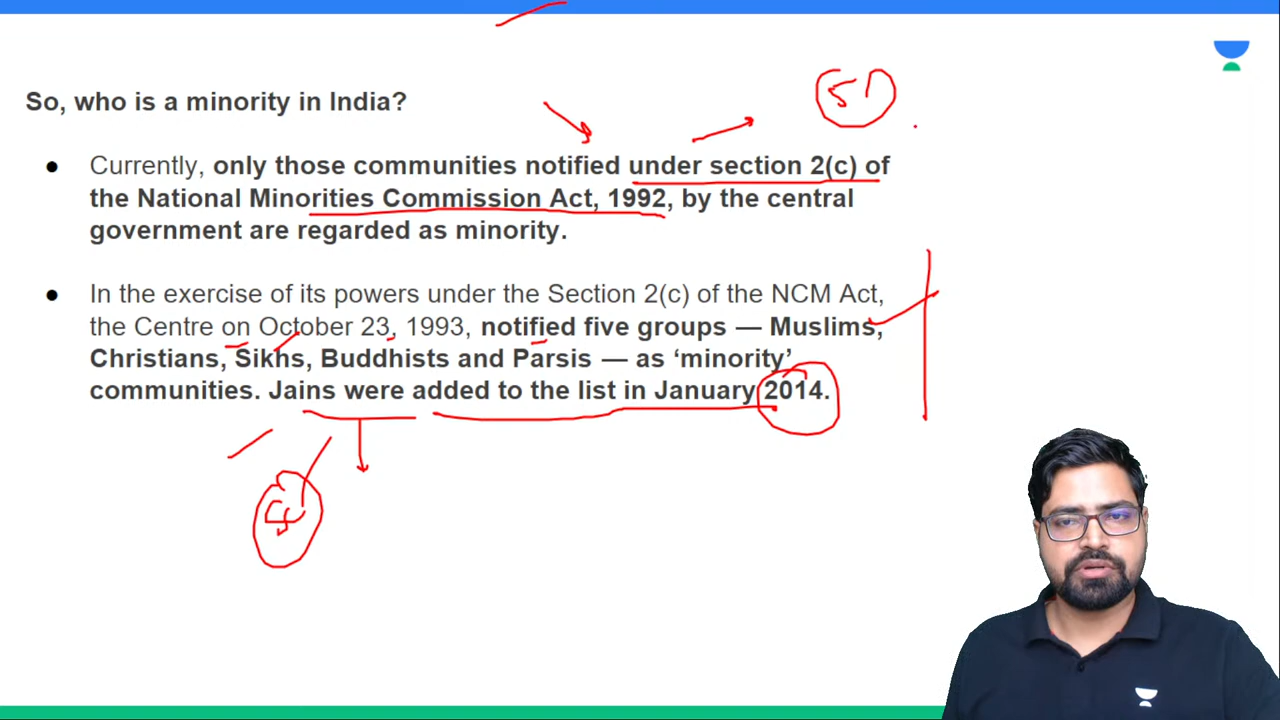 So, who is a minority in India?
● Currently, only those communities notified under section 2(c) of
the National Minorities Commission Act, 1992, by the central
government are regarded as minority.
● In the exercise of its powers under the Section 2(c) of the NCM Act,
the Centre on October 23, 1993, notified five groups — Muslims,
Christians, Sikhs, Buddhists and Parsis — as ‘minority’
communities. Jains were added to the list in January 2014.